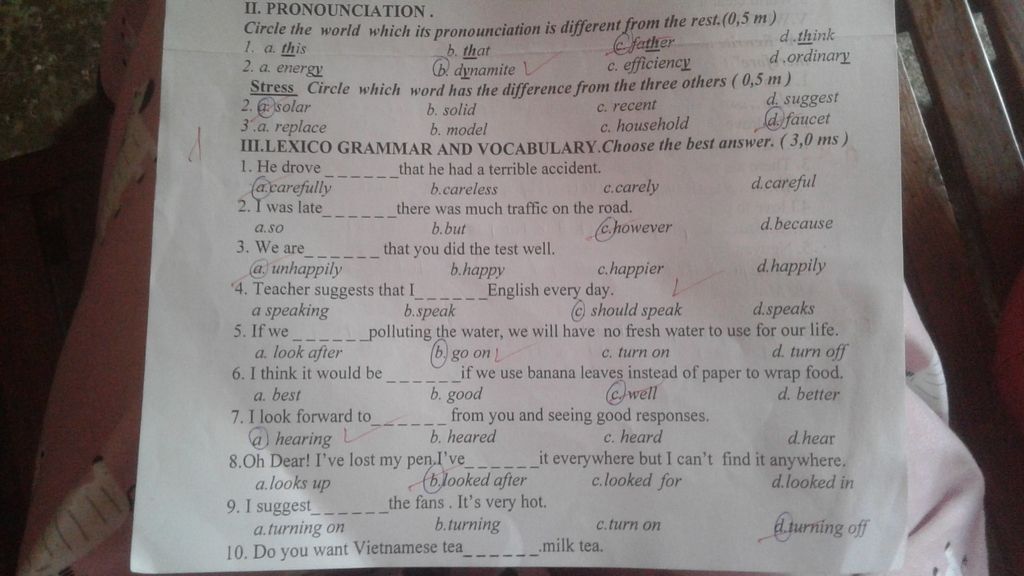 II. PRONOUNCIATION .
Circle the world which its pronounciation is different from the rest.(0,5 m )
1. a. this b. that c. father d. think
2. a. energy b. dynamite c. efficiency d .ordinary
Stress Circle which word has the difference from the three others ( 0,5 m )
2. a. solar b. solid c. recent d. suggest
3 .a. replace b. model c. household d. faucet
1
III.LEXICO GRAMMAR AND VOCABULARY.Choose the best answer. ( 3,0 ms )
1. He drove ______that he had a terrible accident.
a.carefully b.careless c.carely d.careful
2. I was late______there was much traffic on the road.
a.so b.but c.however d.because
3. We are______ that you did the test well.
a. unhappily b.happy c.happier d.happily
4. Teacher suggests that I______English every day.
a speaking b.speak c. should speak d.speaks
5. If we ______polluting the water, we will have no fresh water to use for our life.
a. look after b. go on c. turn on d. turn off
6. I think it would be ______if we use banana leaves instead of paper to wrap food.
a. best b. good c. well d. better
7. I look forward to______ from you and seeing good responses.
a hearing b. heared c. heard d.hear
8.Oh Dear! I've lost my pen.I've______it everywhere but I can't find it anywhere.
a.looks up b.looked after c.looked for d.looked in
9. I suggest______the fans . It's very hot.
a.turning on b.turning c.turn on d.turning off
10. Do you want Vietnamese tea______.milk tea.